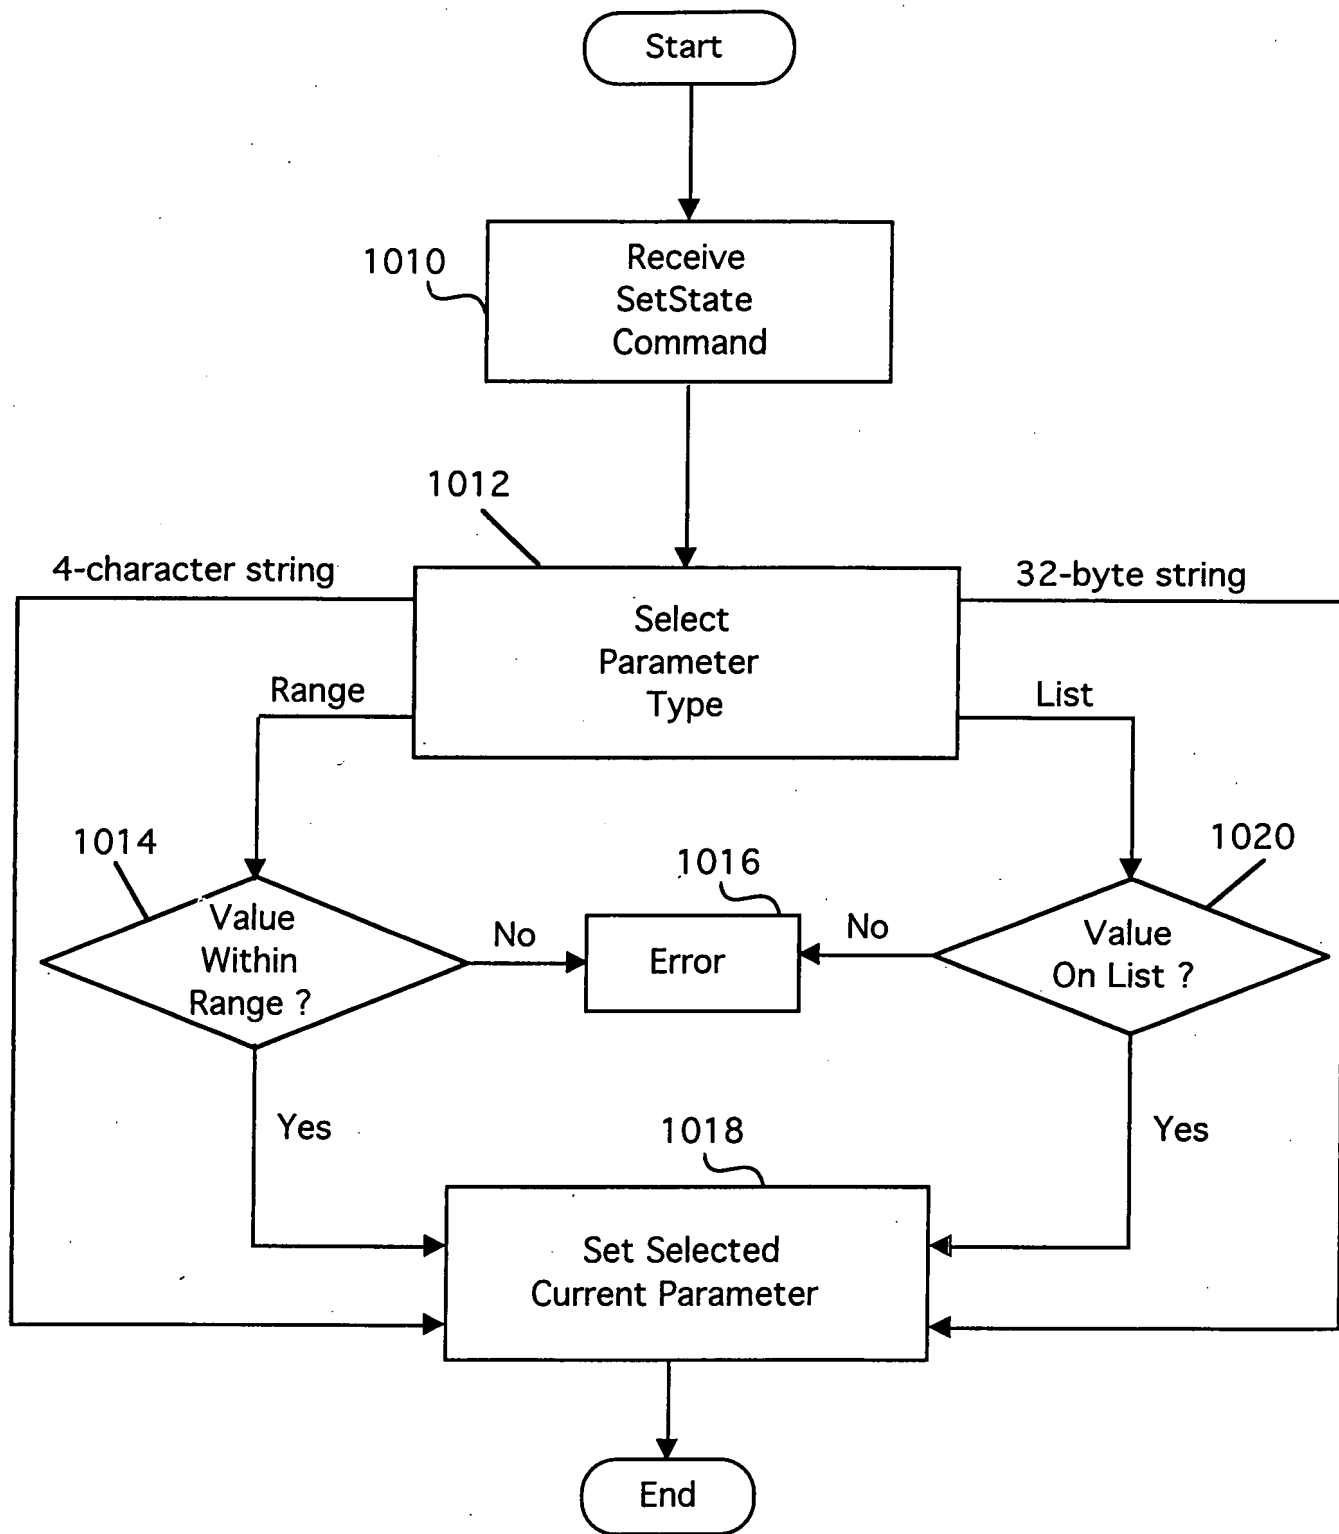 Start
1010
Receive
SetState
Command
1012
4-character string
32-byte string
Select
Parameter
Type
Range
List
1014
1016
1020
Value
Within
Range ?
No
Error
No
Value
On List ?
Yes
1018
Yes
Set Selected
Current Parameter
End